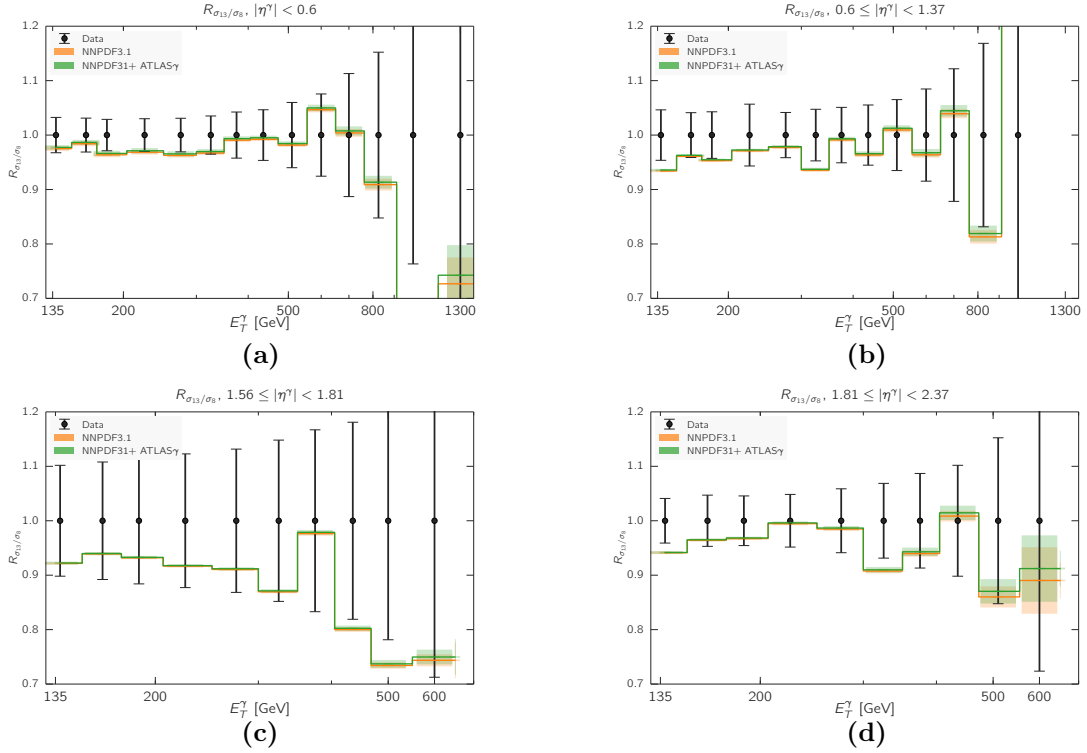 R_{σ13/σ8}, |η^γ| < 0.6
Data
NNPDF3.1
NNPDF31+ ATLASγ
1.2
1.1
1.0
0.9
0.8
0.7
R_{σ13/σ8}
135 200 500 800 1300
E_T^γ [GeV]
(a)
R_{σ13/σ8}, 0.6 ≤ |η^γ| < 1.37
Data
NNPDF3.1
NNPDF31+ ATLASγ
1.2
1.1
1.0
0.9
0.8
0.7
R_{σ13/σ8}
135 200 500 800 1300
E_T^γ [GeV]
(b)
R_{σ13/σ8}, 1.56 ≤ |η^γ| < 1.81
Data
NNPDF3.1
NNPDF31+ ATLASγ
1.2
1.1
1.0
0.9
0.8
0.7
R_{σ13/σ8}
135 200 500 600
E_T^γ [GeV]
(c)
R_{σ13/σ8}, 1.81 ≤ |η^γ| < 2.37
Data
NNPDF3.1
NNPDF31+ ATLASγ
1.2
1.1
1.0
0.9
0.8
0.7
R_{σ13/σ8}
135 200 500 600
E_T^γ [GeV]
(d)